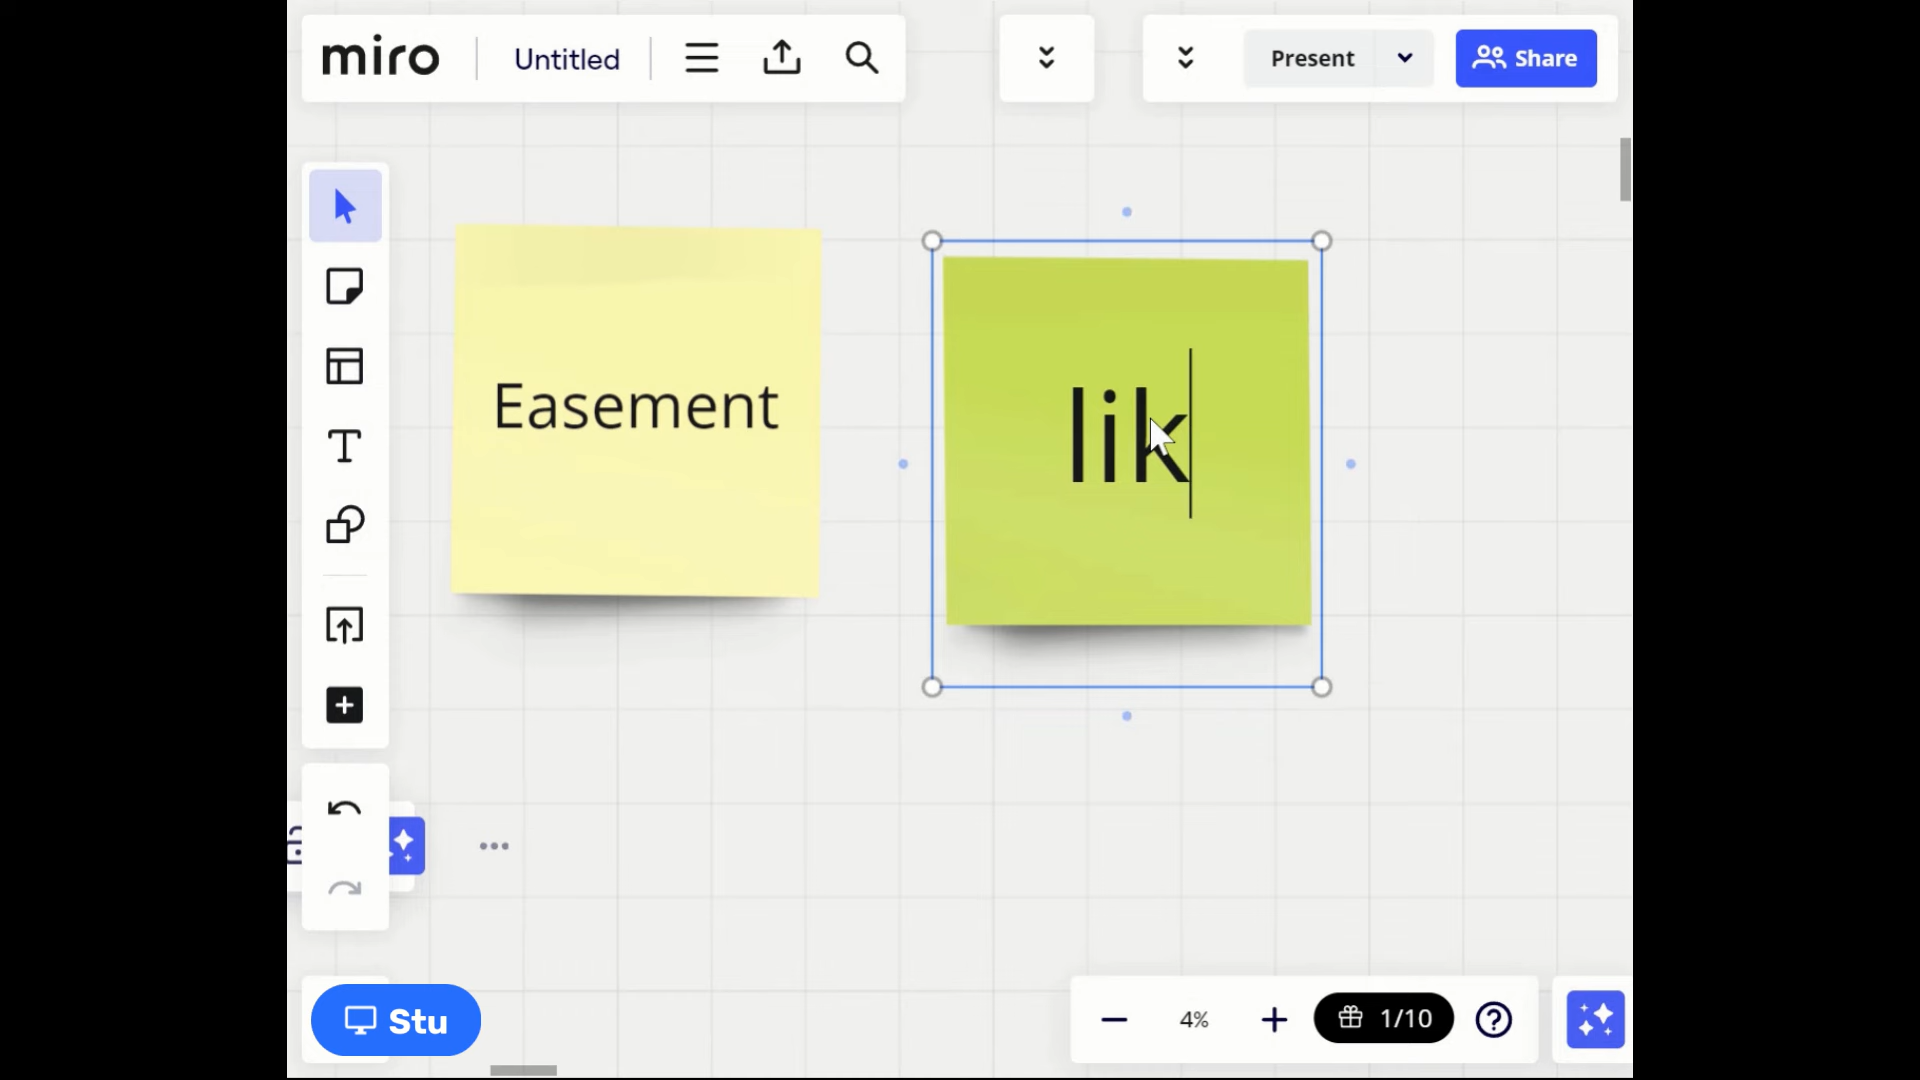 miro
Untitled
Present
Share
Easement
lik
Stu
4%
1/10